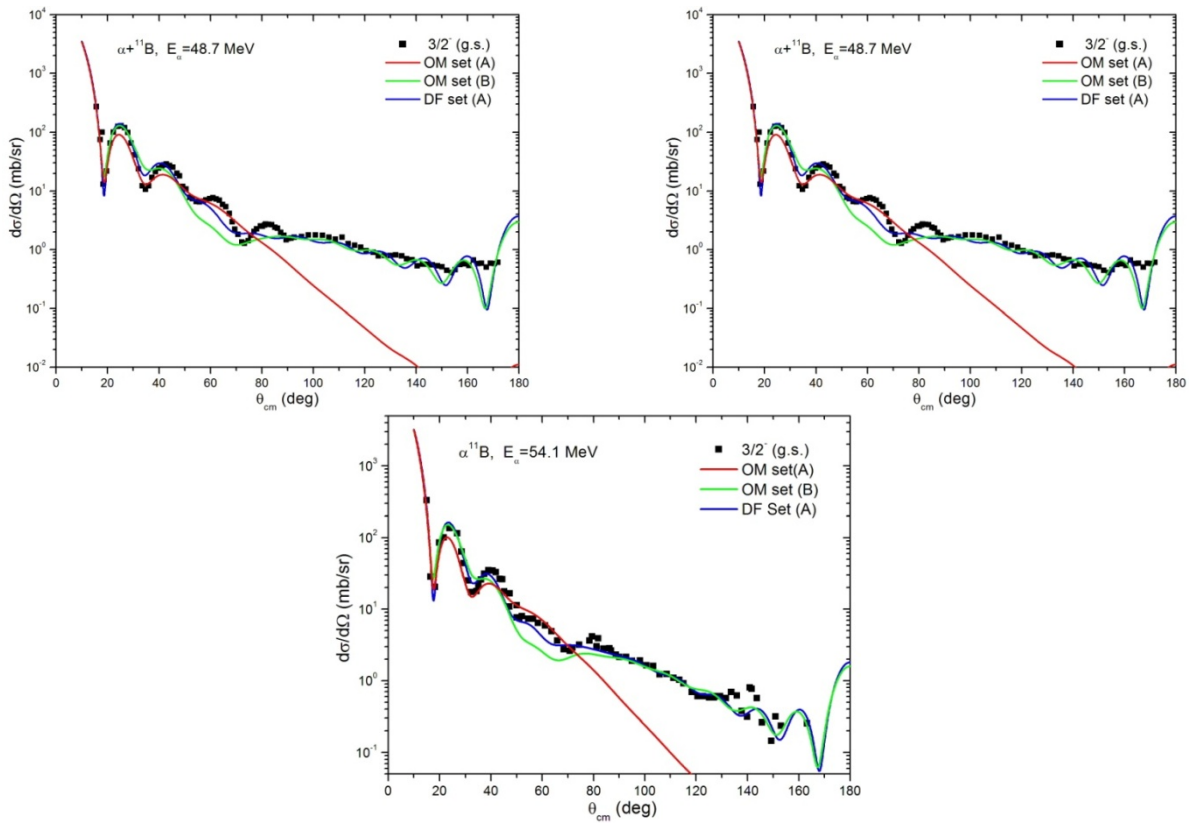 α+¹¹B, Eα=48.7 MeV
3/2⁻ (g.s.)
OM set (A)
OM set (B)
DF set (A)
dσ/dΩ (mb/sr)
10⁴
10³
10²
10¹
10⁰
10⁻¹
10⁻²
0 20 40 60 80 100 120 140 160 180
θcm (deg)
α+¹¹B, Eα=48.7 MeV
3/2⁻ (g.s.)
OM set (A)
OM set (B)
DF set (A)
dσ/dΩ (mb/sr)
10⁴
10³
10²
10¹
10⁰
10⁻¹
10⁻²
0 20 40 60 80 100 120 140 160 180
θcm (deg)
α¹¹B, Eα=54.1 MeV
3/2⁻ (g.s.)
OM set(A)
OM set (B)
DF Set (A)
dσ/dΩ (mb/sr)
10³
10²
10¹
10⁰
10⁻¹
0 20 40 60 80 100 120 140 160 180
θcm (deg)